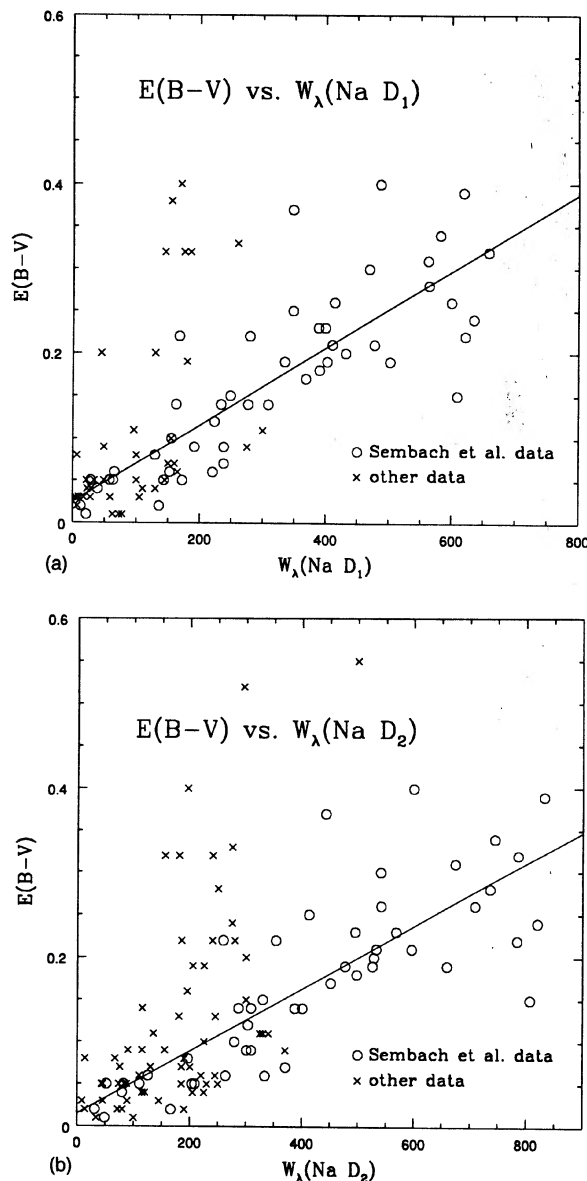 0.6
E(B−V) vs. Wλ(Na D₁)
0.4
E(B−V)
0.2
○ Sembach et al. data
× other data
0
200 400 600 800
(a) Wλ(Na D₁)
0.6
E(B−V) vs. Wλ(Na D₂)
0.4
E(B−V)
0.2
○ Sembach et al. data
× other data
0
0 200 400 600 800
(b) Wλ(Na D₂)